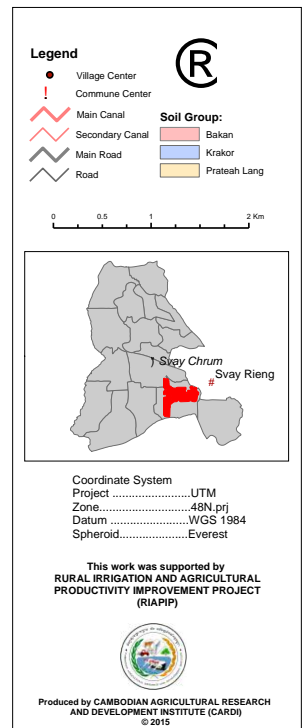 Legend
®
Village Center
! Commune Center
Main Canal
Secondary Canal
Main Road
Road
Soil Group:
Bakan
Krakor
Prateah Lang
0 0.5 1 2 Km
Svay Chrum
Svay Rieng
#
Coordinate System
Project ........................UTM
Zone...........................48N.prj
Datum ........................WGS 1984
Spheroid.....................Everest
This work was supported by
RURAL IRRIGATION AND AGRICULTURAL
PRODUCTIVITY IMPROVEMENT PROJECT
(RIAPIP)
Produced by CAMBODIAN AGRICULTURAL RESEARCH
AND DEVELOPMENT INSTITUTE (CARDI)
© 2015